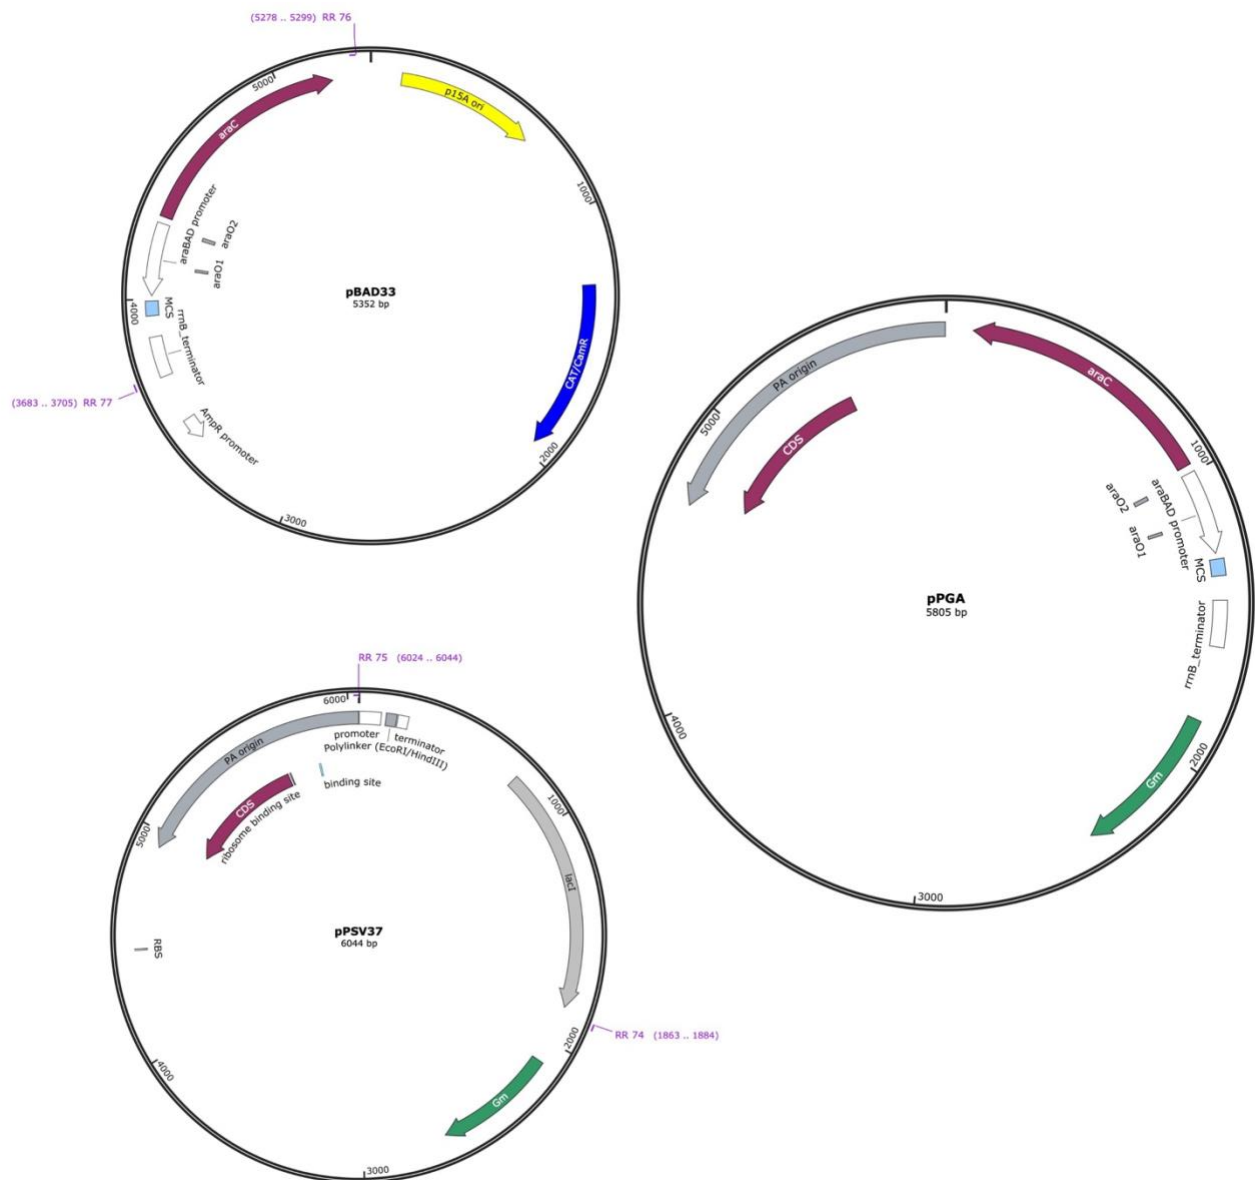 (5278 .. 5299) RR 76
5000
araC
p15A ori
1000
araBAD promoter
araO2
araO1
pBAD33
5352 bp
4000
MCS
rrnB_terminator
CAT/CamR
(3683 .. 3705) RR 77
AmpR promoter
2000
3000
PA origin
araC
5000
CDS
1000
araO2
araBAD promoter
araO1
MCS
pPGA
5805 bp
rrnB_terminator
4000
2000
Gm
3000
RR 75 (6024 .. 6044)
6000
promoter
terminator
Polylinker (EcoRI/HindIII)
PA origin
binding site
CDS
ribosome binding site
1000
5000
lacI
pPSV37
6044 bp
RBS
RR 74 (1863 .. 1884)
2000
4000
Gm
3000